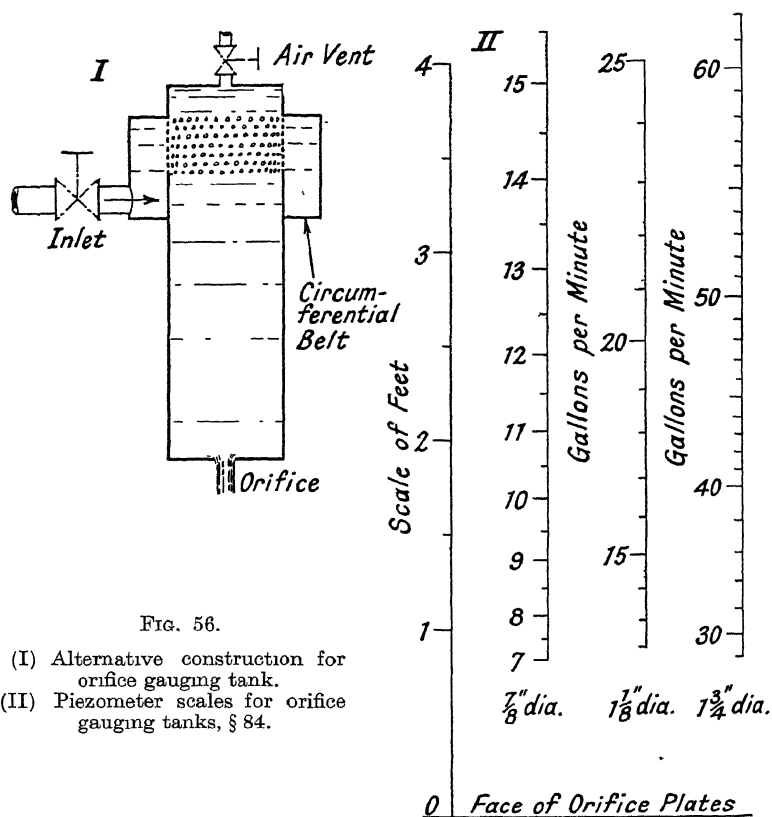 I
Air Vent
Inlet
Circum-
ferential
Belt
Orifice
FIG. 56.
(I) Alternative construction for
orifice gauging tank.
(II) Piezometer scales for orifice
gauging tanks, § 84.
II
Scale of Feet
4
3
2
1
0
15
14
13
12
11
10
9
8
7
7/8" dia.
Gallons per Minute
25
20
15
1 1/8" dia.
Gallons per Minute
60
50
40
30
1 3/4" dia.
Face of Orifice Plates